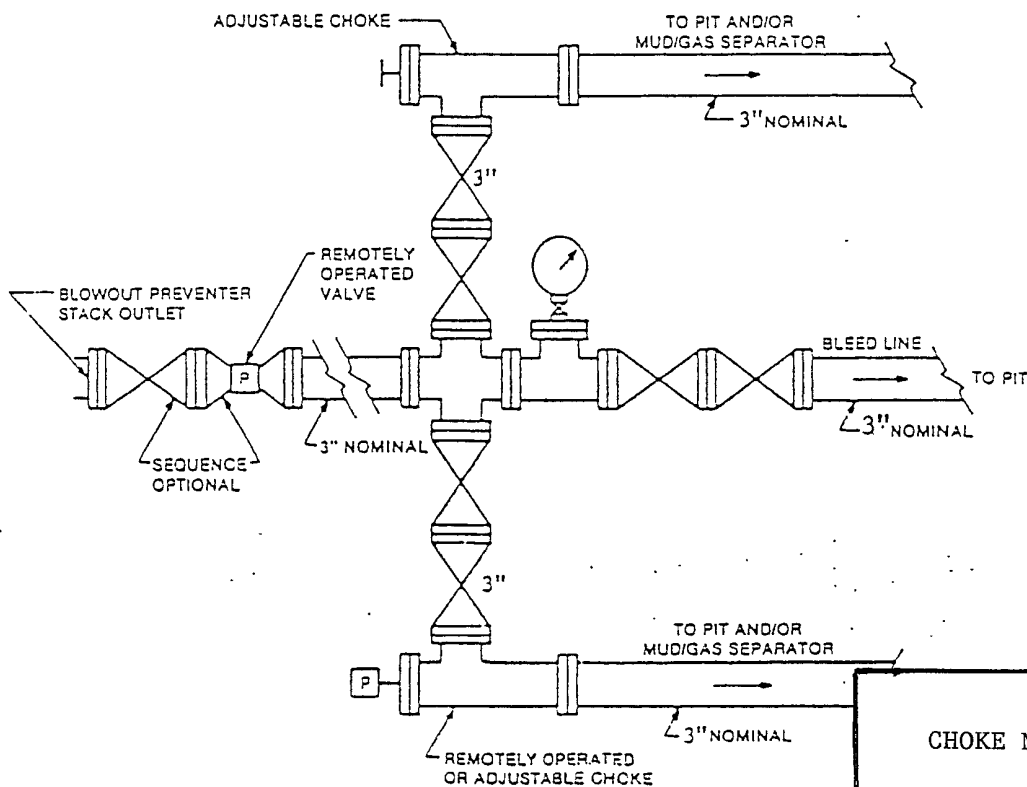 ADJUSTABLE CHOKE
TO PIT AND/OR
MUD/GAS SEPARATOR
3" NOMINAL
3"
REMOTELY
OPERATED
VALVE
BLOWOUT PREVENTER
STACK OUTLET
P
BLEED LINE
TO PIT
3" NOMINAL
3" NOMINAL
SEQUENCE
OPTIONAL
3"
TO PIT AND/OR
MUD/GAS SEPARATOR
P
3" NOMINAL
REMOTELY OPERATED
OR ADJUSTABLE CHOKE
CHOKE